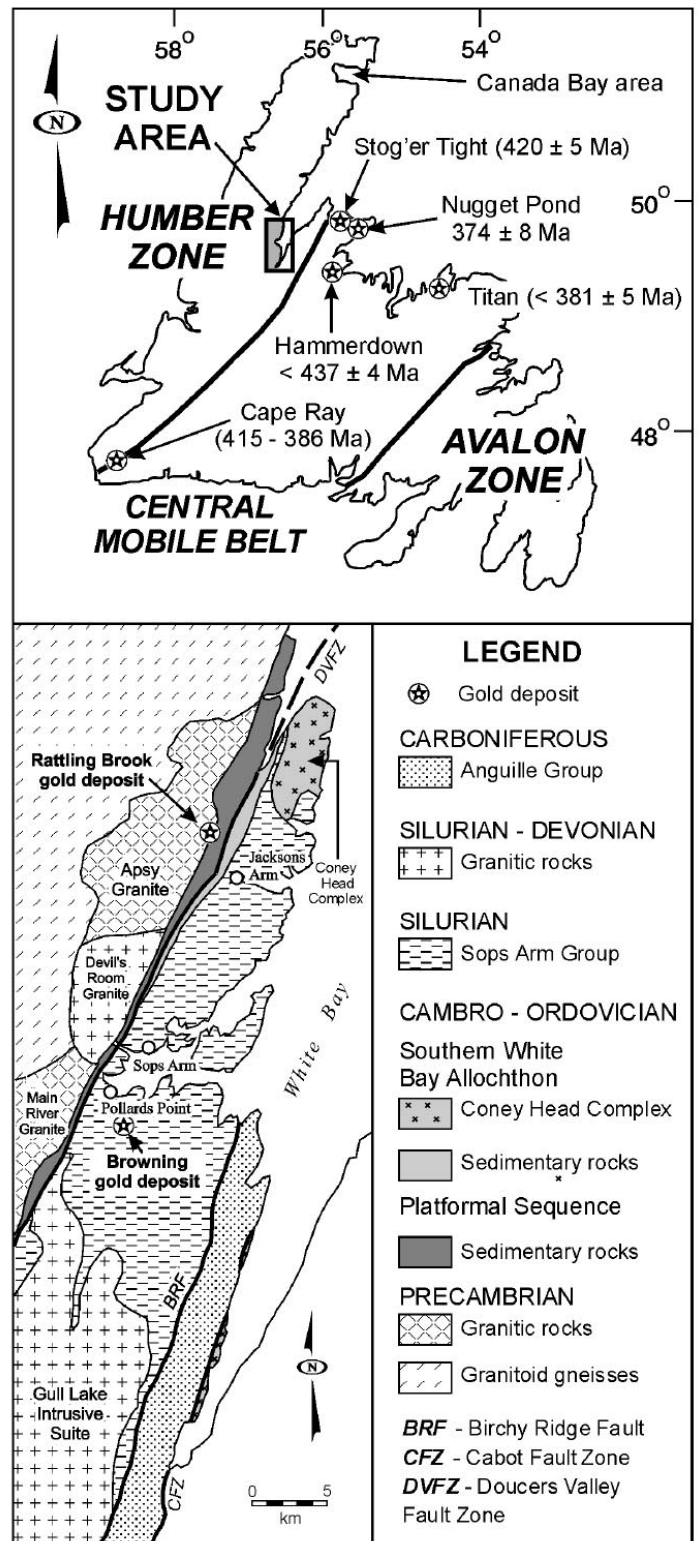 58°
56°
54°
Canada Bay area
STUDY
AREA
Stog'er Tight (420 ± 5 Ma)
N
50°
HUMBER
ZONE
Nugget Pond
374 ± 8 Ma
Titan (< 381 ± 5 Ma)
Hammerdown
< 437 ± 4 Ma
Cape Ray
(415 - 386 Ma)
48°
AVALON
ZONE
CENTRAL
MOBILE BELT
DVFZ
Rattling Brook
gold deposit
Apsy
Granite
Jacksons
Arm
Coney
Head
Complex
Devil's
Room
Granite
White Bay
Sops Arm
Main
River
Granite
Pollards Point
Browning
gold deposit
BRF
N
Gull Lake
Intrusive
Suite
CFZ
0 5
km
LEGEND
Gold deposit
CARBONIFEROUS
Anguille Group
SILURIAN - DEVONIAN
Granitic rocks
SILURIAN
Sops Arm Group
CAMBRO - ORDOVICIAN
Southern White
Bay Allochthon
Coney Head Complex
Sedimentary rocks
Platformal Sequence
Sedimentary rocks
PRECAMBRIAN
Granitic rocks
Granitoid gneisses
BRF - Birchy Ridge Fault
CFZ - Cabot Fault Zone
DVFZ - Doucers Valley
Fault Zone